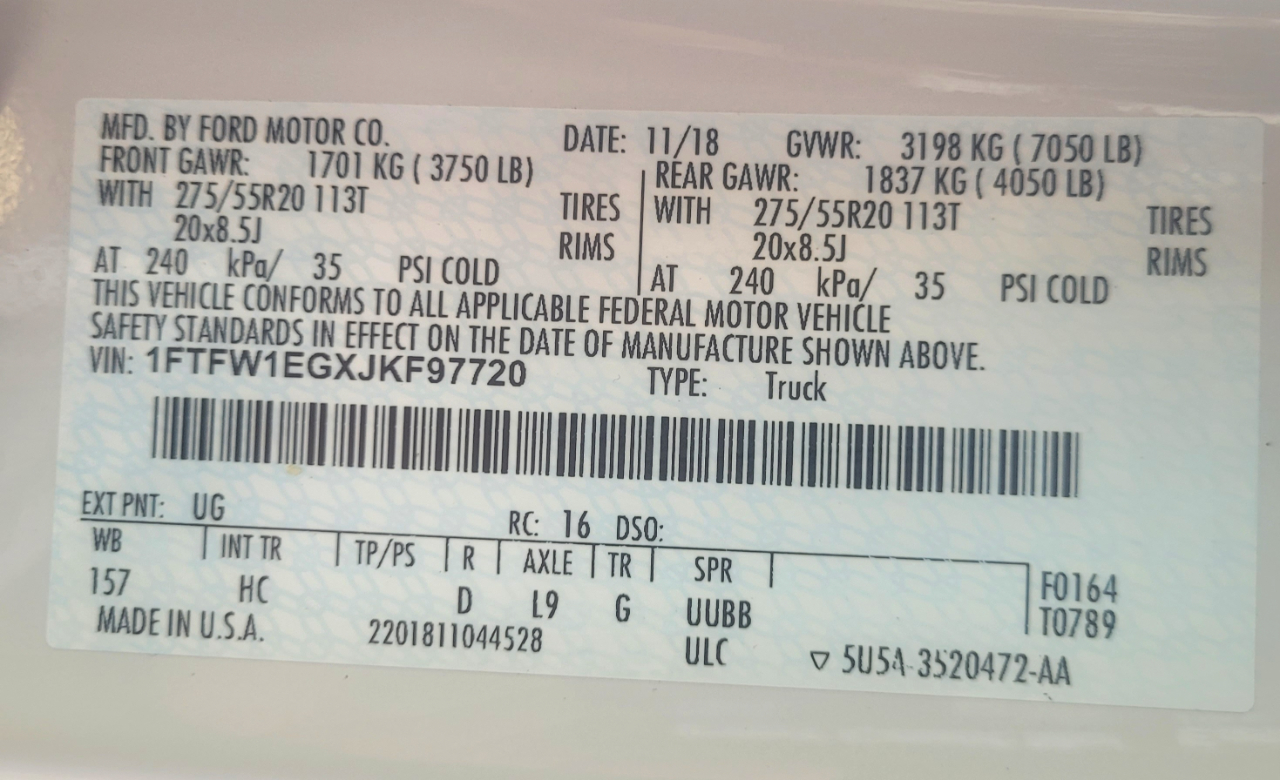 MFD. BY FORD MOTOR CO. DATE: 11/18 GVWR: 3198 KG ( 7050 LB)
FRONT GAWR: 1701 KG ( 3750 LB) REAR GAWR: 1837 KG ( 4050 LB)
WITH 275/55R20 113T TIRES WITH 275/55R20 113T TIRES
20x8.5J RIMS 20x8.5J RIMS
AT 240 kPa/ 35 PSI COLD AT 240 kPa/ 35 PSI COLD
THIS VEHICLE CONFORMS TO ALL APPLICABLE FEDERAL MOTOR VEHICLE
SAFETY STANDARDS IN EFFECT ON THE DATE OF MANUFACTURE SHOWN ABOVE.
VIN: 1FTFW1EGXJKF97720 TYPE: Truck
EXT PNT: UG RC: 16 DSO:
WB INT TR TP/PS R AXLE TR SPR F0164
157 HC D L9 G UUBB T0789
MADE IN U.S.A. 2201811044528 ULC ▽ 5U5A-3520472-AA